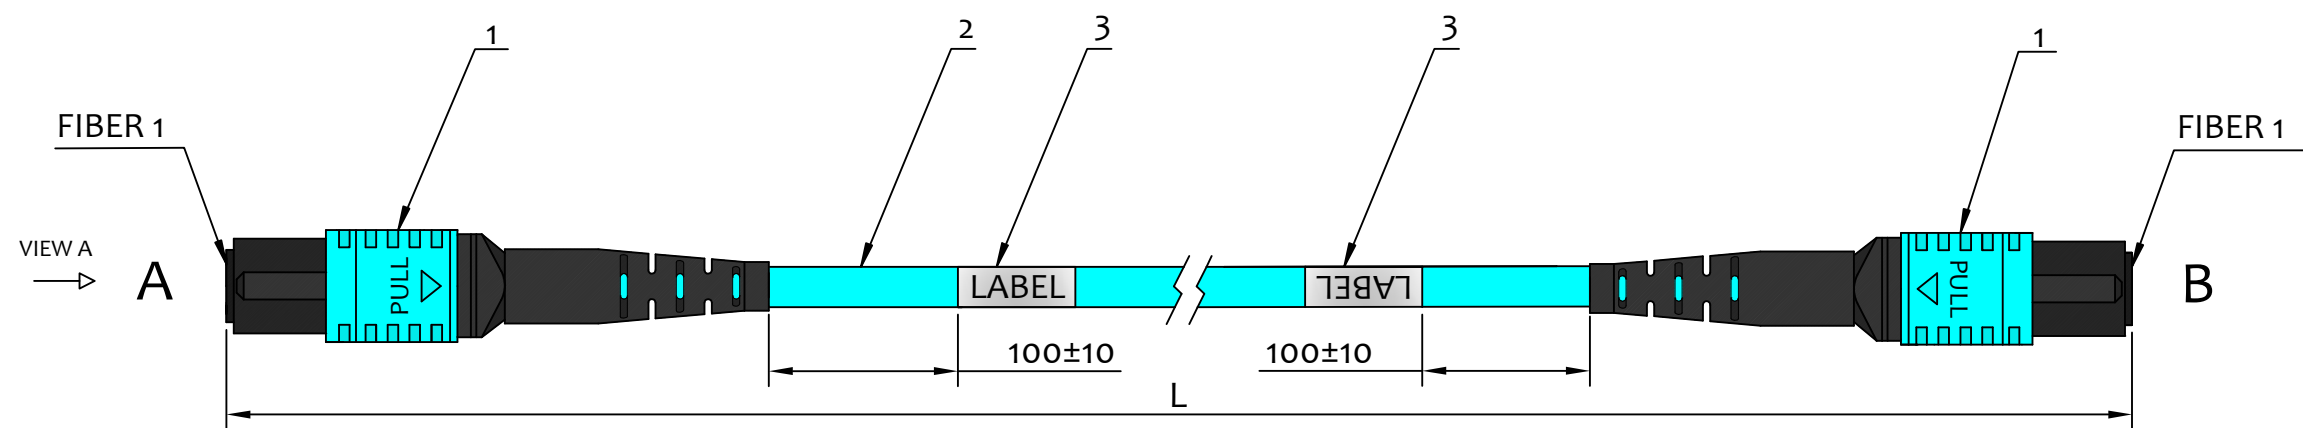 1
2
3
3
1
FIBER 1
FIBER 1
VIEW A
A
PULL
LABEL
LABEL
PULL
B
100±10
100±10
L